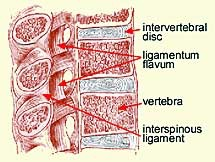 intervertebral
disc
ligamentum
flavum
vertebra
interspinous
ligament